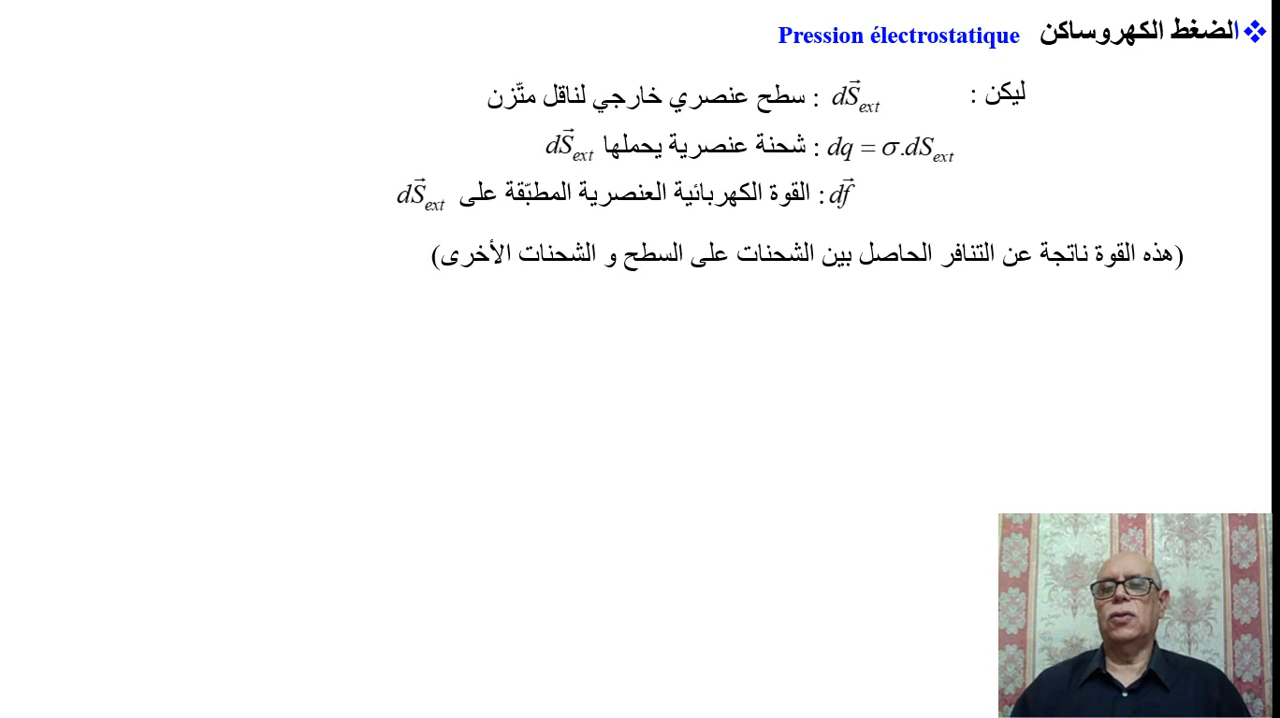 ❖ الضغط الكهروساكن Pression électrostatique
ليكن : dS⃗ext : سطح عنصري خارجي لناقل متّزن
dq = σ.dSext : شحنة عنصرية يحملها dS⃗ext
df⃗ : القوة الكهربائية العنصرية المطبّقة على dS⃗ext
(هذه القوة ناتجة عن التنافر الحاصل بين الشحنات على السطح و الشحنات الأخرى)